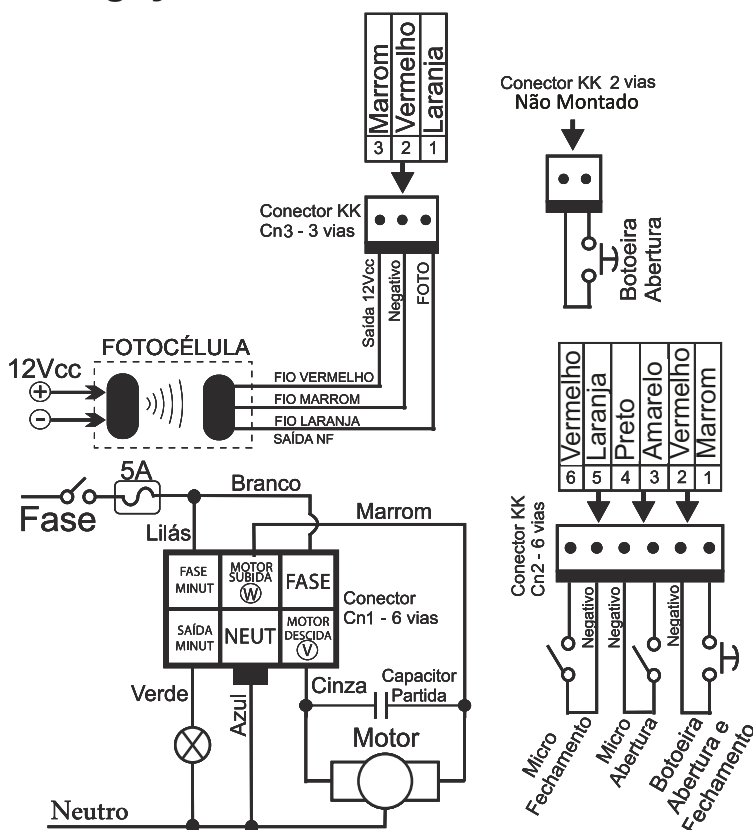 Marrom
Vermelho
Laranja
3 2 1
Conector KK
Cn3 - 3 vias
Saída 12Vcc
Negativo
FOTO
Conector KK 2 vias
Não Montado
Botoeira
Abertura
FOTOCÉLULA
12Vcc
+
-
FIO VERMELHO
FIO MARROM
FIO LARANJA
SAÍDA NF
Vermelho
Laranja
Preto
Amarelo
Vermelho
Marrom
6 5 4 3 2 1
Conector KK
Cn2 - 6 vias
Negativo
Negativo
Negativo
Micro
Fechamento
Micro
Abertura
Botoeira
Abertura e
Fechamento
5A
Fase
Branco
Lilás
Marrom
FASE
MINUT
MOTOR
SUBIDA
W
FASE
SAÍDA
MINUT
NEUT
MOTOR
DESCIDA
V
Conector
Cn1 - 6 vias
Verde
Azul
Cinza
Capacitor
Partida
Motor
Neutro